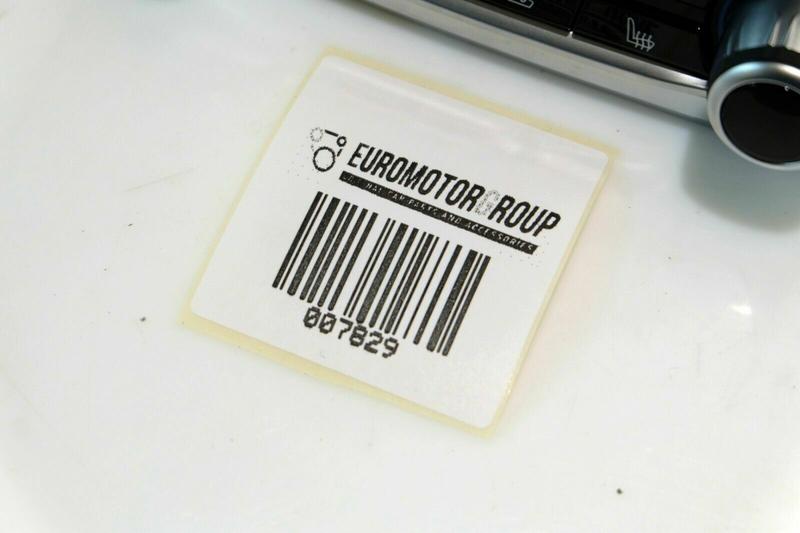 EUROMOTORGROUP
ORIGINAL CAR PARTS AND ACCESSORIES
007829